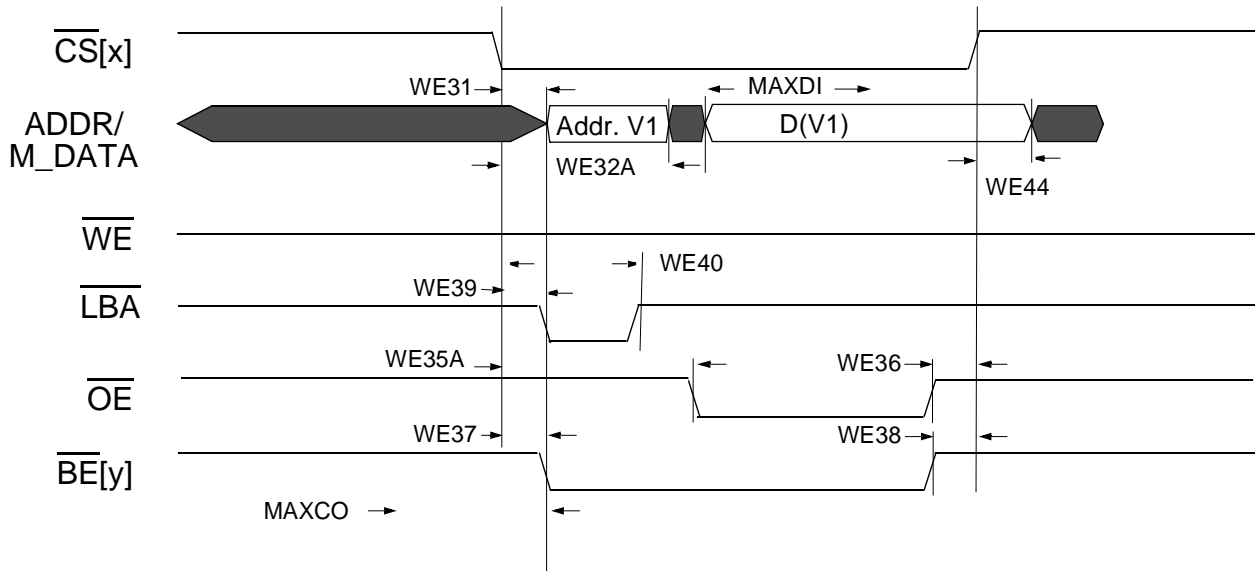 CS[x]
WE31
MAXDI
ADDR/
M_DATA
Addr. V1
D(V1)
WE32A
WE44
WE
WE40
WE39
LBA
WE35A
WE36
OE
WE37
WE38
BE[y]
MAXCO